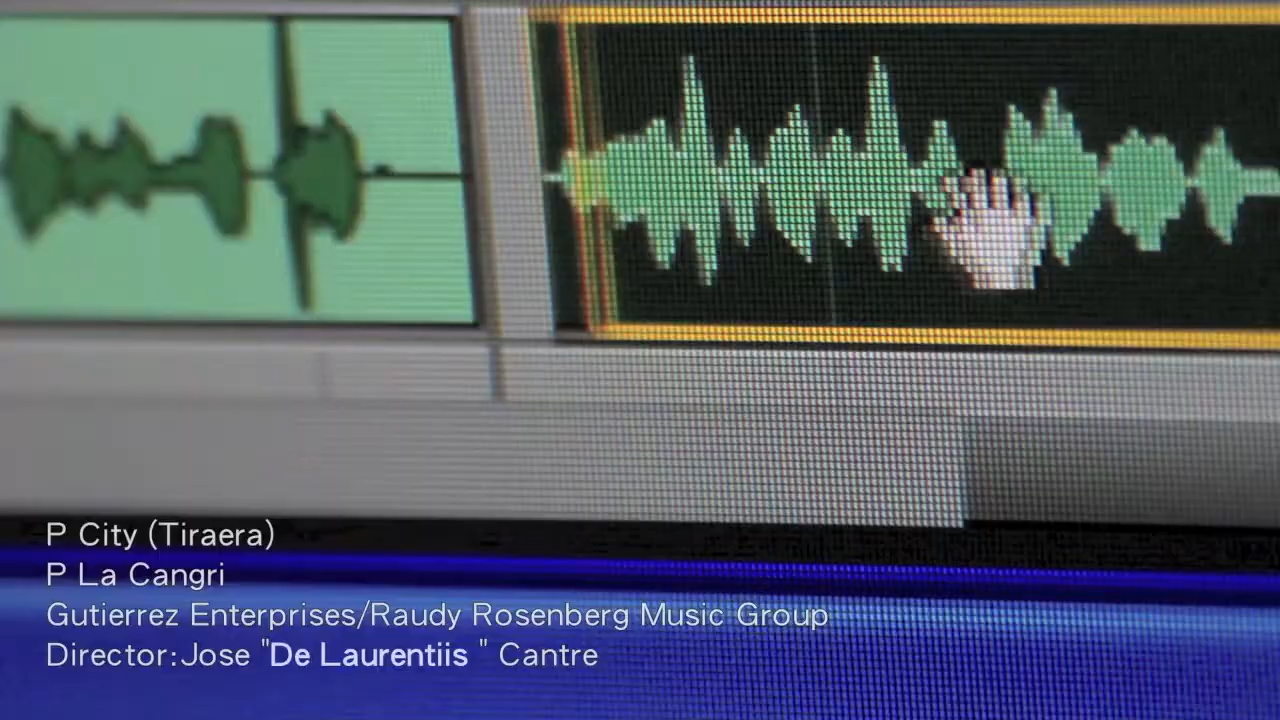 P City (Tiraera)
P La Cangri
Gutierrez Enterprises/Raudy Rosenberg Music Group
Director:Jose "De Laurentiis " Cantre